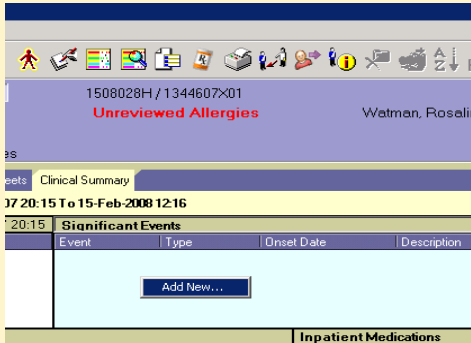 1508028H / 1344607X01
Unreviewed Allergies
Watman, Rosali
es
eets Clinical Summary
07 20:15 To 15-Feb-2008 12:16
20:15 Significant Events
Event Type Onset Date Description
Add New...
Inpatient Medications